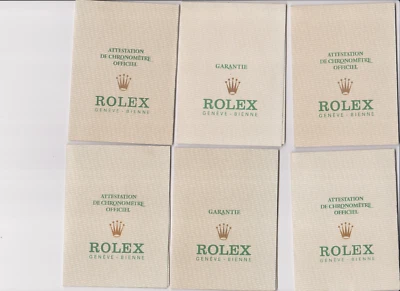 ATTESTATION
DE CHRONOMÈTRE
OFFICIEL
ROLEX
GENÈVE - BIENNE
GARANTIE
ROLEX
GENÈVE - BIENNE
ATTESTATION
DE CHRONOMÈTRE
OFFICIEL
ROLEX
GENÈVE - BIENNE
ATTESTATION
DE CHRONOMÈTRE
OFFICIEL
ROLEX
GENÈVE - BIENNE
GARANTIE
ROLEX
GENÈVE - BIENNE
ATTESTATION
DE CHRONOMÈTRE
OFFICIEL
ROLEX
GENÈVE - BIENNE